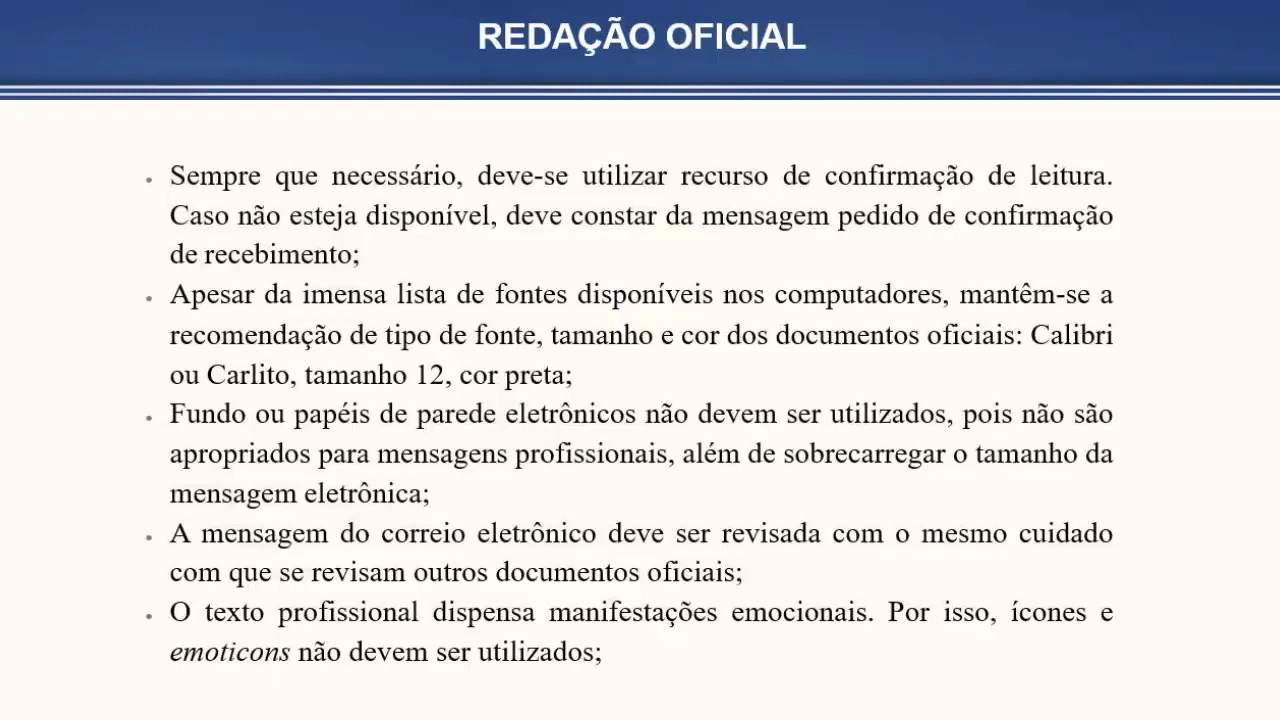 REDAÇÃO OFICIAL
• Sempre que necessário, deve-se utilizar recurso de confirmação de leitura.
Caso não esteja disponível, deve constar da mensagem pedido de confirmação
de recebimento;
• Apesar da imensa lista de fontes disponíveis nos computadores, mantêm-se a
recomendação de tipo de fonte, tamanho e cor dos documentos oficiais: Calibri
ou Carlito, tamanho 12, cor preta;
• Fundo ou papéis de parede eletrônicos não devem ser utilizados, pois não são
apropriados para mensagens profissionais, além de sobrecarregar o tamanho da
mensagem eletrônica;
• A mensagem do correio eletrônico deve ser revisada com o mesmo cuidado
com que se revisam outros documentos oficiais;
• O texto profissional dispensa manifestações emocionais. Por isso, ícones e
emoticons não devem ser utilizados;